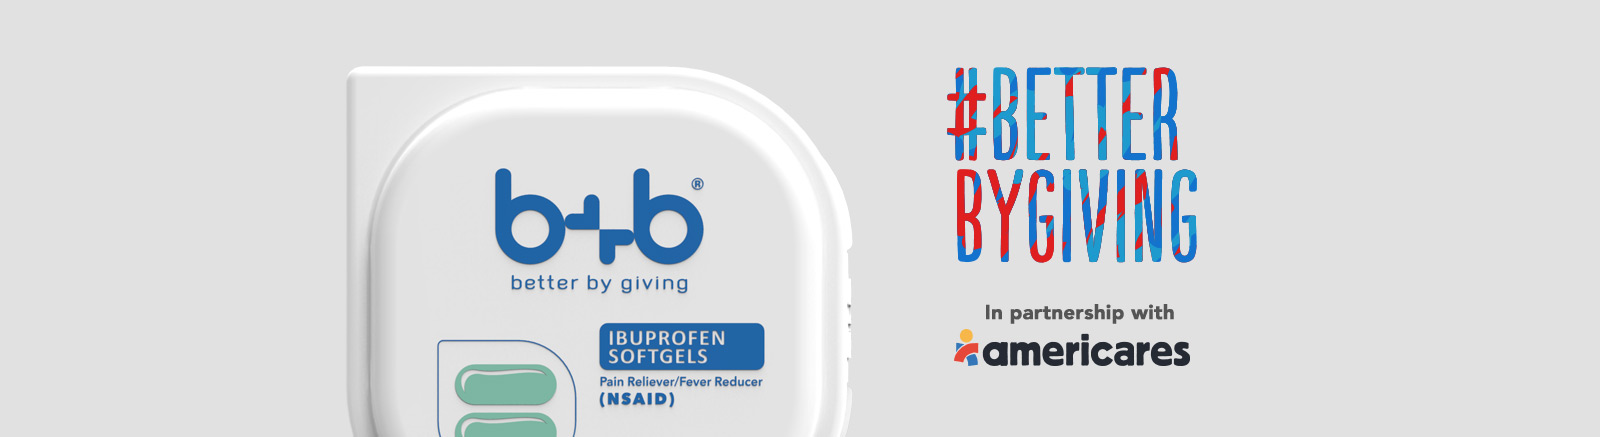 b+b®
better by giving
IBUPROFEN
SOFTGELS
Pain Reliever/Fever Reducer
(NSAID)
#BETTER
BYGIVING
In partnership with
americares